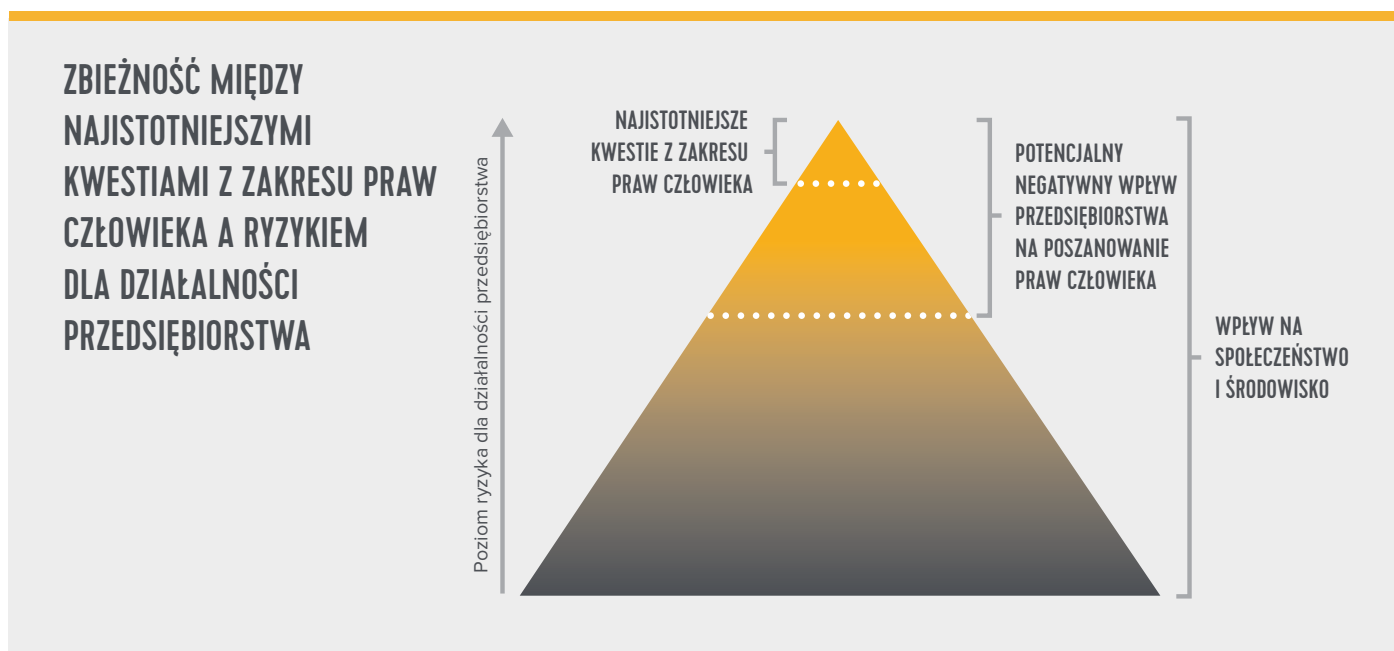 ZBIEŻNOŚĆ MIĘDZY
NAJISTOTNIEJSZYMI
KWESTIAMI Z ZAKRESU PRAW
CZŁOWIEKA A RYZYKIEM
DLA DZIAŁALNOŚCI
PRZEDSIĘBIORSTWA
Poziom ryzyka dla działalności przedsiębiorstwa
NAJISTOTNIEJSZE
KWESTIE Z ZAKRESU
PRAW CZŁOWIEKA
POTENCJALNY
NEGATYWNY WPŁYW
PRZEDSIĘBIORSTWA
NA POSZANOWANIE
PRAW CZŁOWIEKA
WPŁYW NA
SPOŁECZEŃSTWO
I ŚRODOWISKO